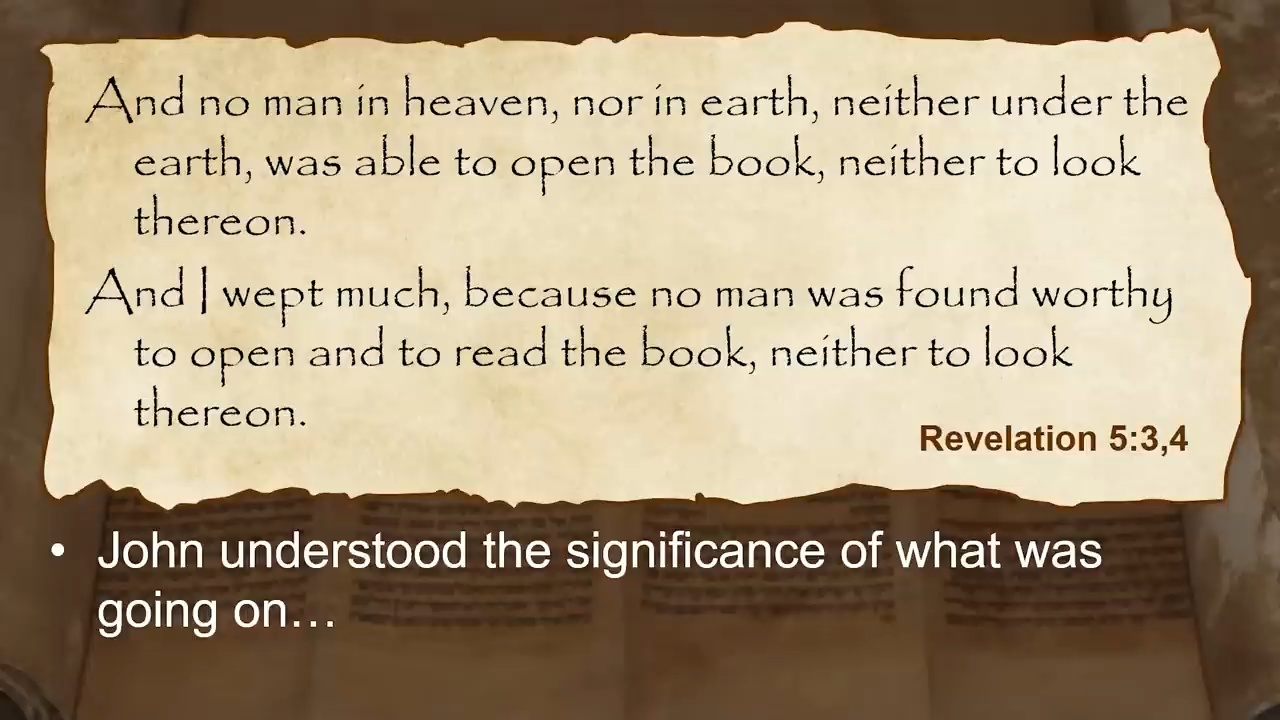 And no man in heaven, nor in earth, neither under the
earth, was able to open the book, neither to look
thereon.
And I wept much, because no man was found worthy
to open and to read the book, neither to look
thereon.
Revelation 5:3,4
• John understood the significance of what was
going on…